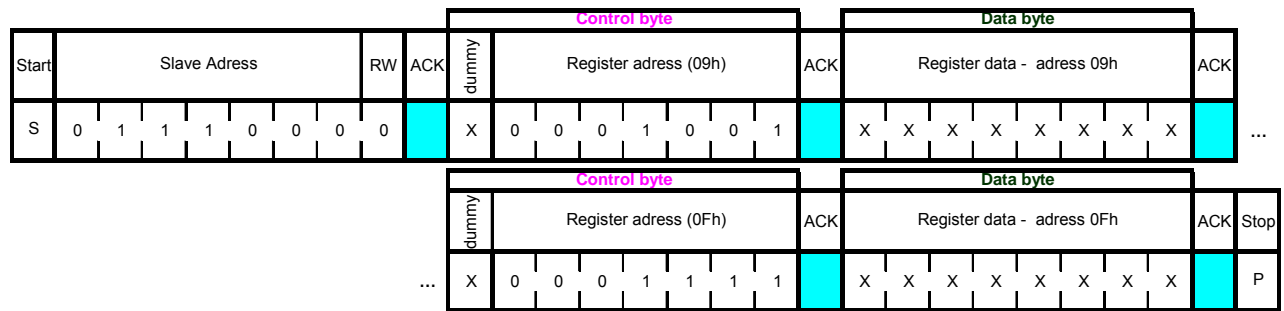 Control byte Data byte
Start Slave Adress RW ACK dummy Register adress (09h) ACK Register data - adress 09h ACK
S 0 1 1 1 0 0 0 0 X 0 0 0 1 0 0 1 X X X X X X X X ...
Control byte Data byte
dummy Register adress (0Fh) ACK Register data - adress 0Fh ACK Stop
... X 0 0 0 1 1 1 1 X X X X X X X X P